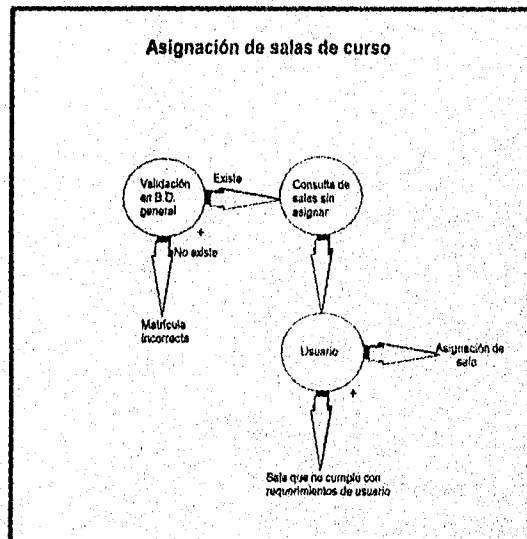 Asignación de salas de curso
Validación
en B.D.
general
Existe
Consulta de
salas sin
asignar
+
No existe
Matrícula
incorrecta
Usuario
Asignación de
sala
+
Sala que no cumple con
requerimientos de usuario